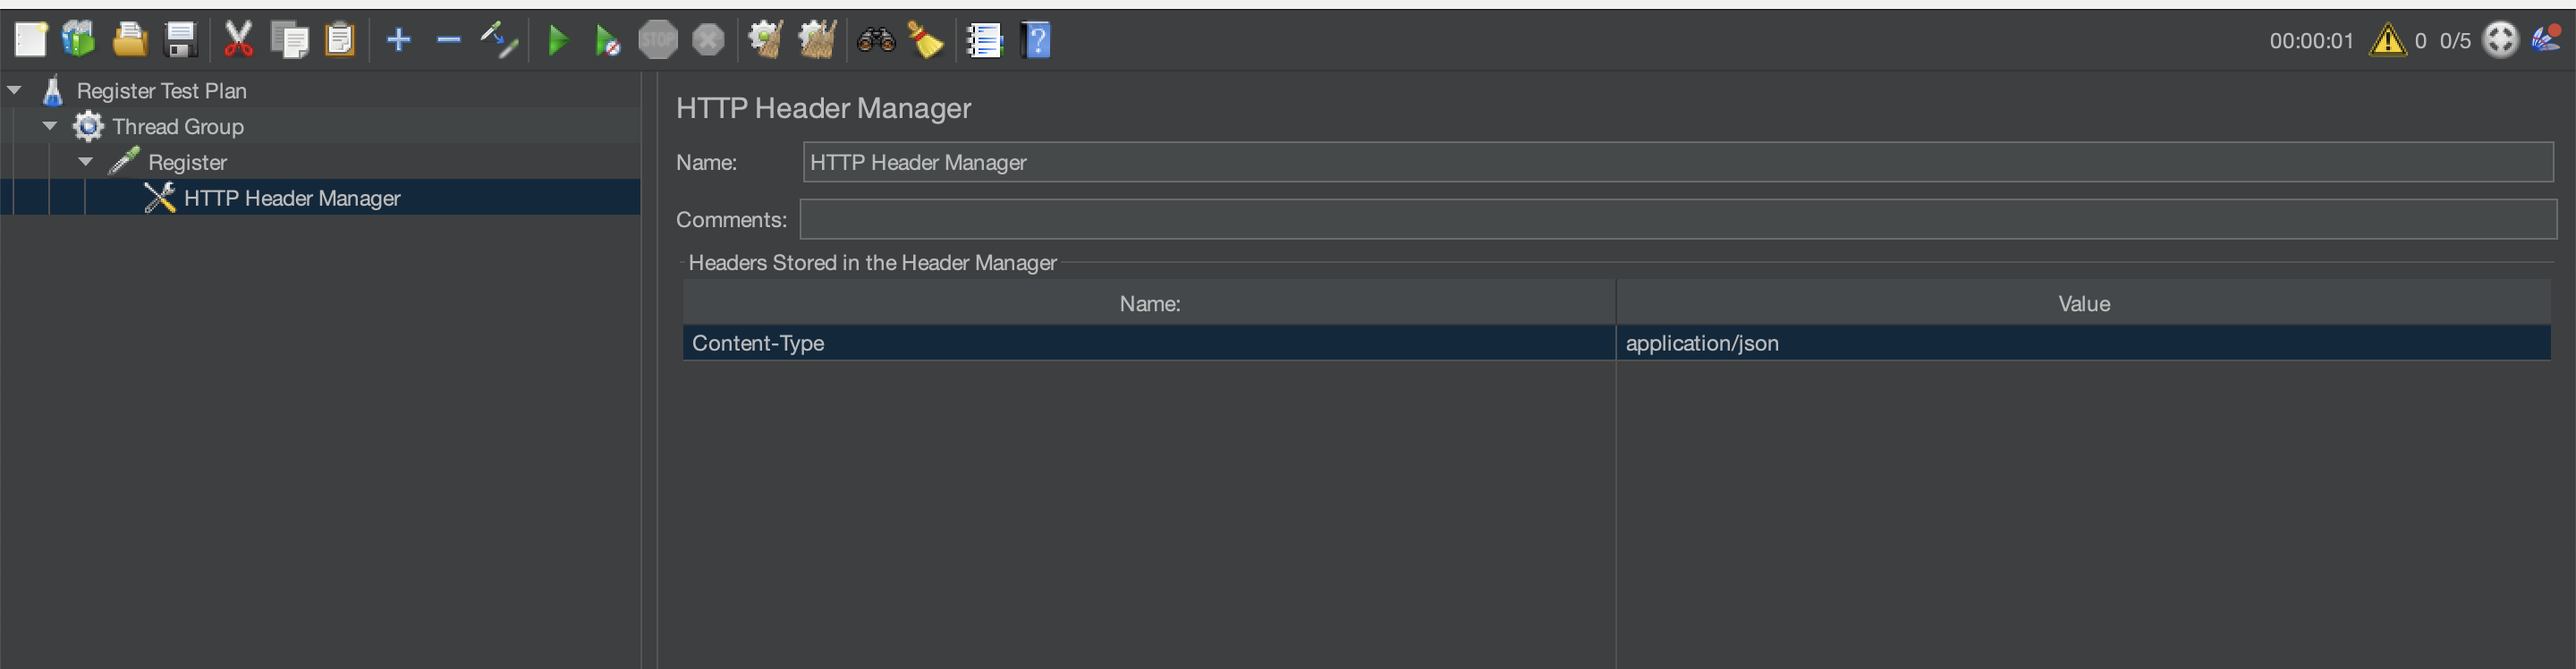 STOP
00:00:01 0 0/5
Register Test Plan
Thread Group
Register
HTTP Header Manager
HTTP Header Manager
Name: HTTP Header Manager
Comments:
Headers Stored in the Header Manager
Name: Value
Content-Type application/json